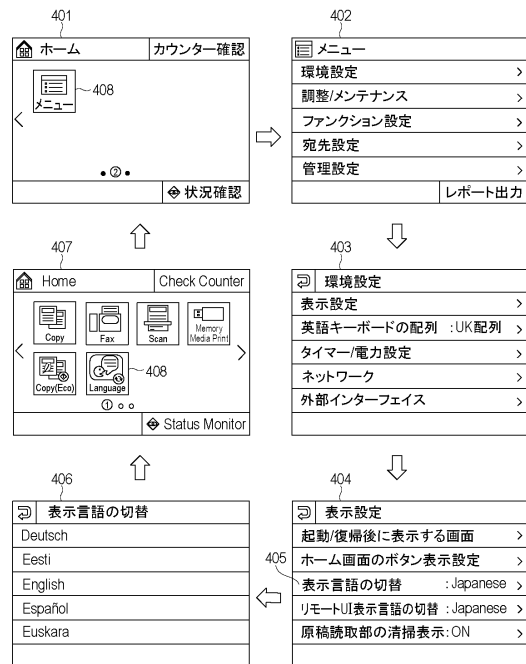 401
ホーム
カウンター確認
メニュー
408
②
状況確認
402
メニュー
環境設定 >
調整/メンテナンス >
ファンクション設定 >
宛先設定 >
管理設定 >
レポート出力
403
環境設定
表示設定 >
英語キーボードの配列 :UK配列 >
タイマー/電力設定 >
ネットワーク >
外部インターフェイス >
404
表示設定
起動/復帰後に表示する画面 >
ホーム画面のボタン表示設定 >
405
表示言語の切替 : Japanese >
リモートUI表示言語の切替 : Japanese >
原稿読取部の清掃表示:ON >
406
表示言語の切替
Deutsch
Eesti
English
Español
Euskara
407
Home
Check Counter
Copy
Fax
Scan
Memory
Media Print
Copy(Eco)
Language
408
①
Status Monitor